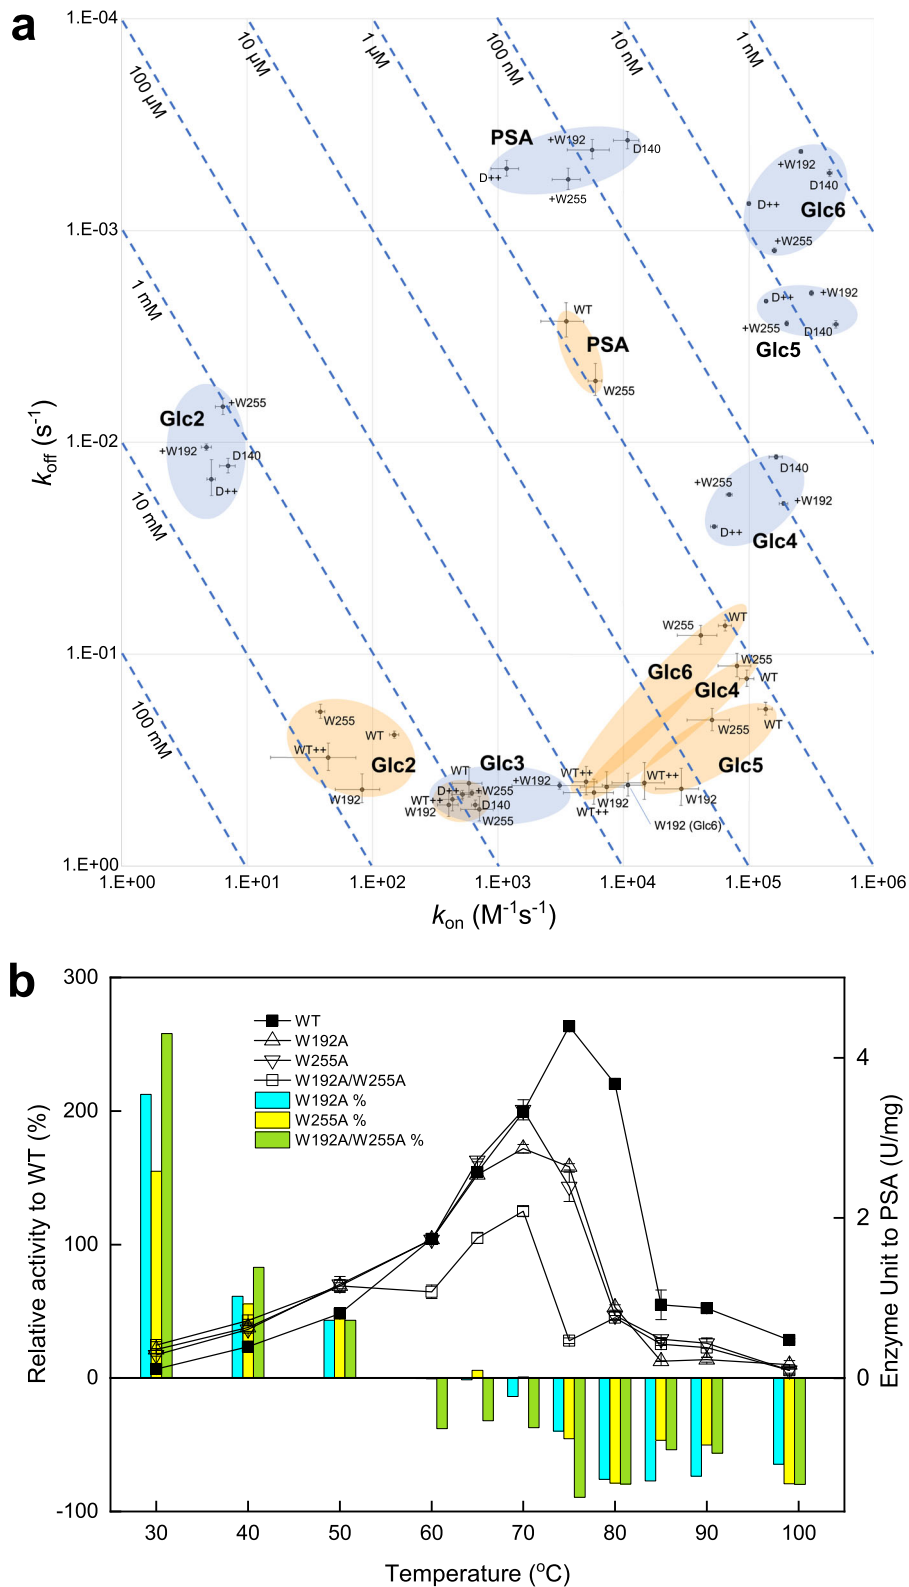 a
1.E-04
1.E-03
1.E-02
1.E-01
1.E+00
k_off (s⁻¹)
100 µM
10 µM
1 µM
100 nM
10 nM
1 nM
1 mM
10 mM
100 mM
PSA
+W192
D140
D++
+W255
+W192
D140
Glc6
D++
+W255
D++
+W192
+W255
D140
Glc5
WT
PSA
W255
Glc2
+W255
+W192
D140
D++
+W255
D140
+W192
D++
Glc4
W255
WT
Glc6
W255
WT
Glc4
W255
WT
Glc5
W255
WT
WT++
Glc2
W192
Glc3
WT
+W192
D++
+W255
WT++
D140
W192
W255
WT++
W192
WT++
WT++
W192
W192 (Glc6)
1.E+00 1.E+01 1.E+02 1.E+03 1.E+04 1.E+05 1.E+06
k_on (M⁻¹s⁻¹)
b
Relative activity to WT (%)
300
200
100
0
-100
WT
W192A
W255A
W192A/W255A
W192A %
W255A %
W192A/W255A %
4
2
0
Enzyme Unit to PSA (U/mg)
30 40 50 60 70 80 90 100
Temperature (°C)